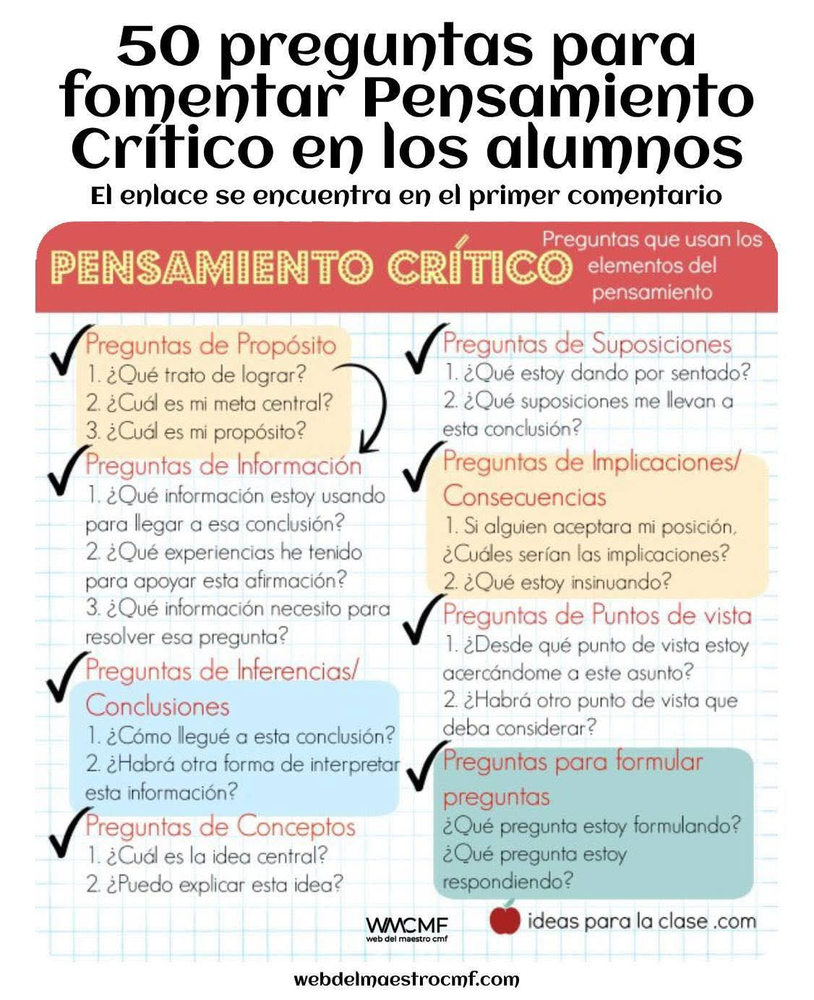 50 preguntas para
fomentar Pensamiento
Crítico en los alumnos
El enlace se encuentra en el primer comentario
PENSAMIENTO CRÍTICO
Preguntas que usan los
elementos del
pensamiento
Preguntas de Propósito
1. ¿Qué trato de lograr?
2. ¿Cuál es mi meta central?
3. ¿Cuál es mi propósito?
Preguntas de Información
1. ¿Qué información estoy usando
para llegar a esa conclusión?
2. ¿Qué experiencias he tenido
para apoyar esta afirmación?
3. ¿Qué información necesito para
resolver esa pregunta?
Preguntas de Inferencias/
Conclusiones
1. ¿Cómo llegué a esta conclusión?
2. ¿Habrá otra forma de interpretar
esta información?
Preguntas de Conceptos
1. ¿Cuál es la idea central?
2. ¿Puedo explicar esta idea?
Preguntas de Suposiciones
1. ¿Qué estoy dando por sentado?
2. ¿Qué suposiciones me llevan a
esta conclusión?
Preguntas de Implicaciones/
Consecuencias
1. Si alguien aceptara mi posición,
¿Cuáles serían las implicaciones?
2. ¿Qué estoy insinuando?
Preguntas de Puntos de vista
1. ¿Desde qué punto de vista estoy
acercándome a este asunto?
2. ¿Habrá otro punto de vista que
deba considerar?
Preguntas para formular
preguntas
¿Qué pregunta estoy formulando?
¿Qué pregunta estoy
respondiendo?
WMCMF
web del maestro cmf
ideas para la clase .com
webdelmaestrocmf.com